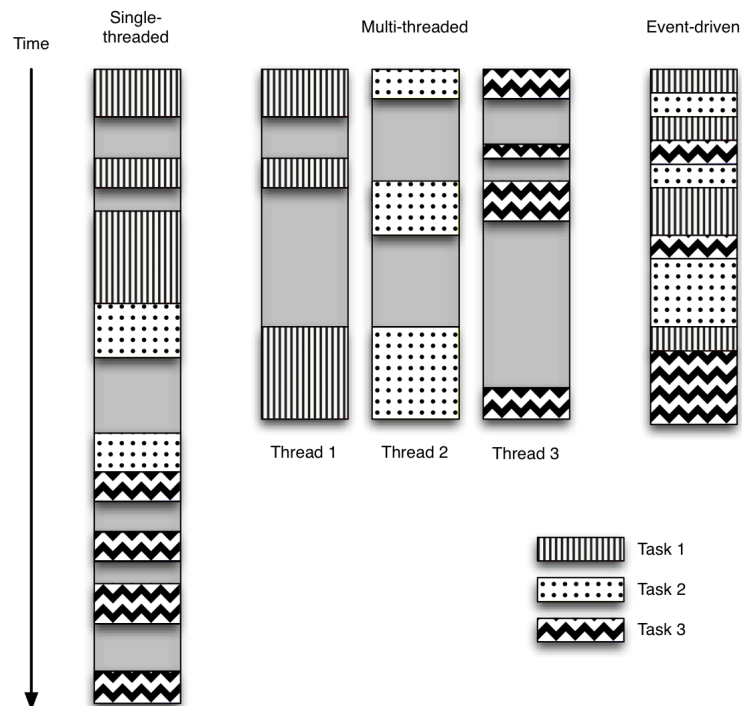 Single-
threaded
Time
Multi-threaded
Event-driven
Thread 1
Thread 2
Thread 3
Task 1
Task 2
Task 3